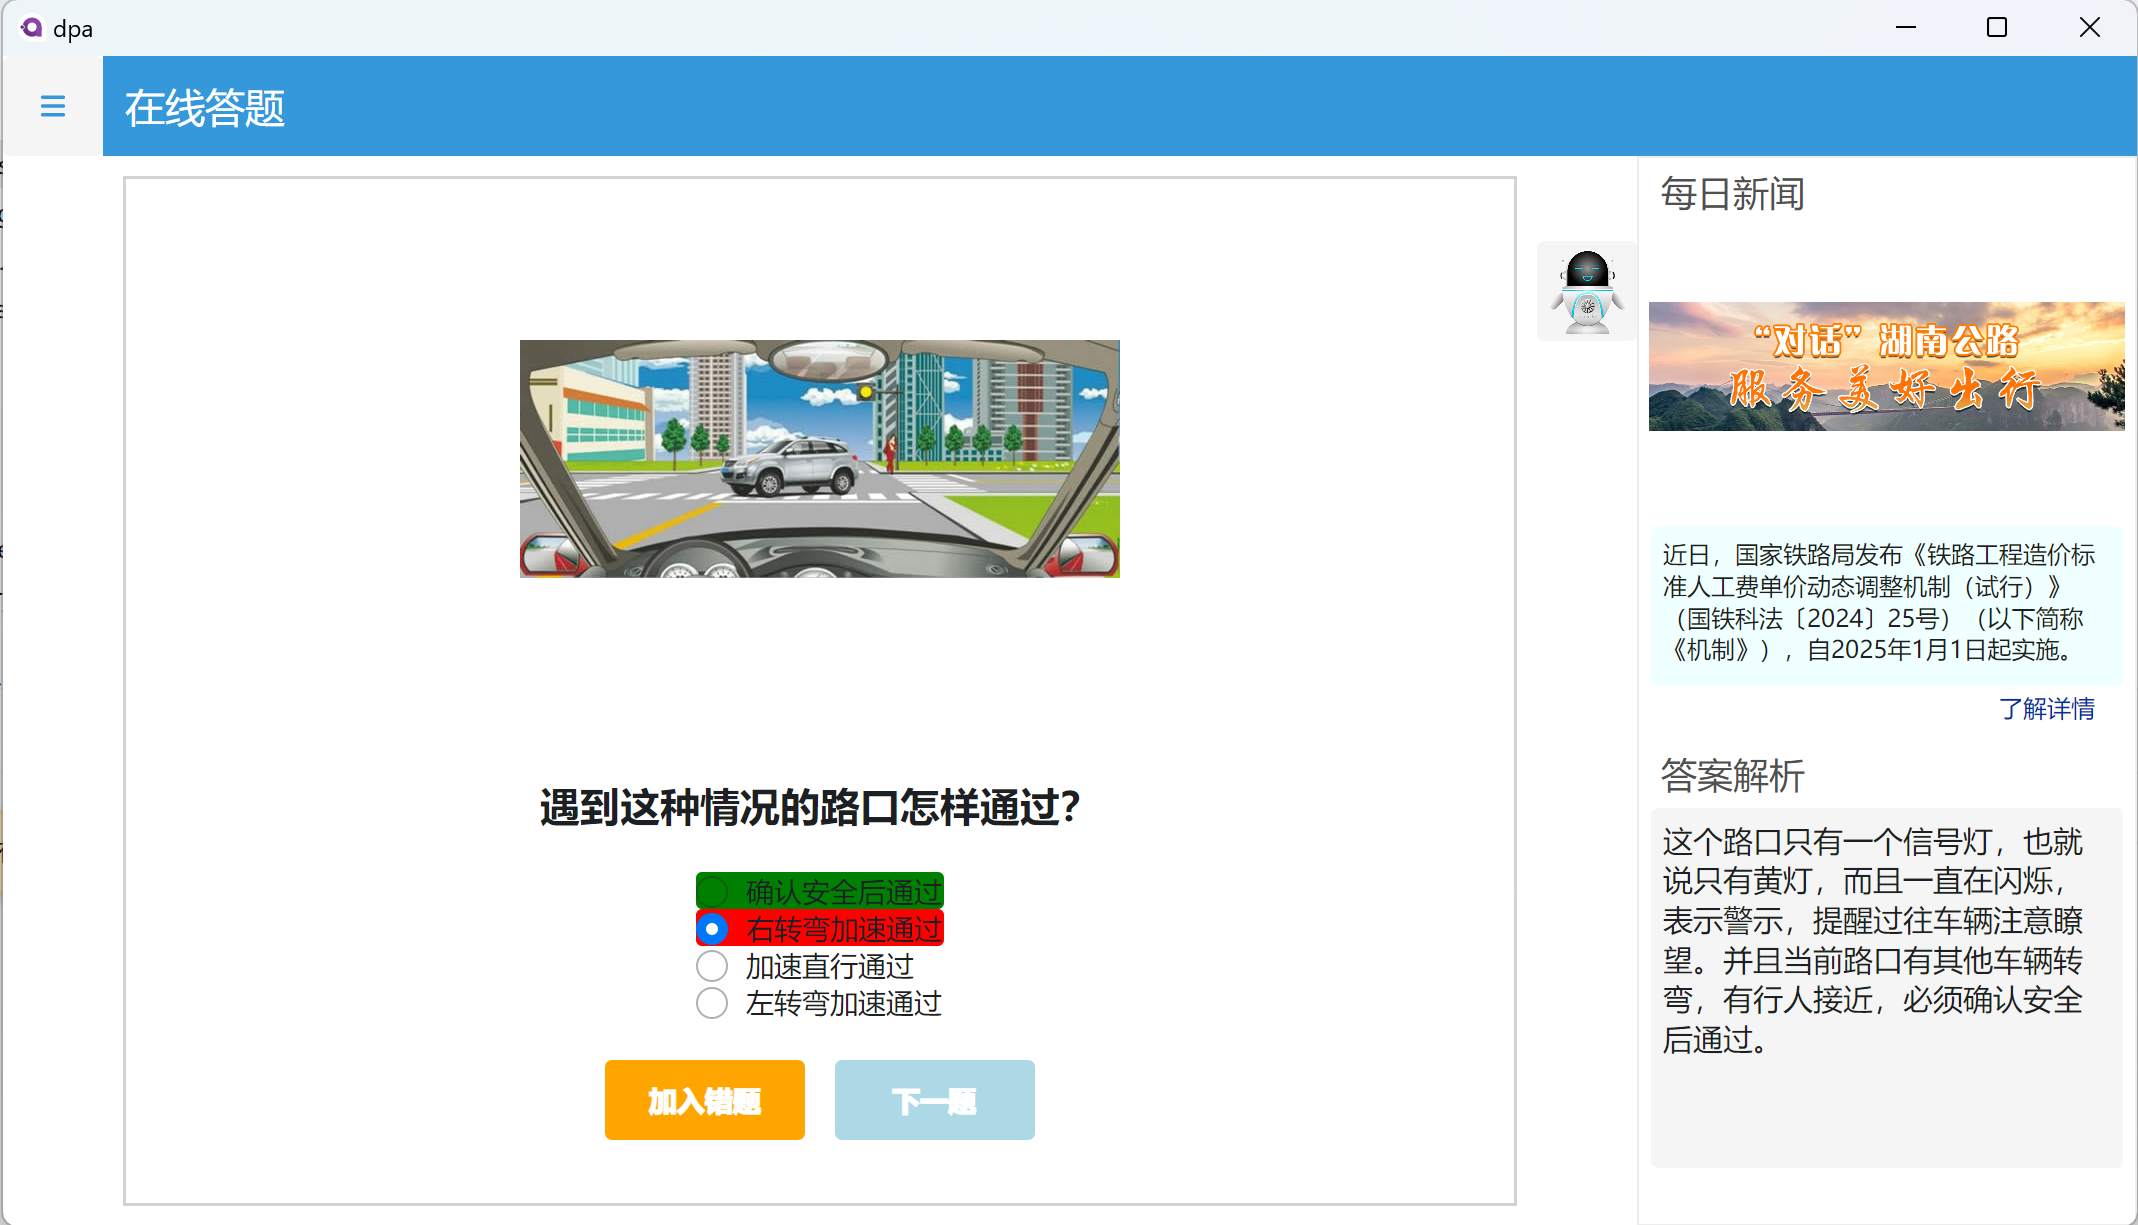 dpa
在线答题
每日新闻
“对话”湖南公路
服务美好出行
近日，国家铁路局发布《铁路工程造价标
准人工费单价动态调整机制（试行）》
（国铁科法〔2024〕25号）（以下简称
《机制》），自2025年1月1日起实施。
了解详情
遇到这种情况的路口怎样通过？
确认安全后通过
右转弯加速通过
加速直行通过
左转弯加速通过
加入错题
下一题
答案解析
这个路口只有一个信号灯，也就
说只有黄灯，而且一直在闪烁，
表示警示，提醒过往车辆注意瞭
望。并且当前路口有其他车辆转
弯，有行人接近，必须确认安全
后通过。